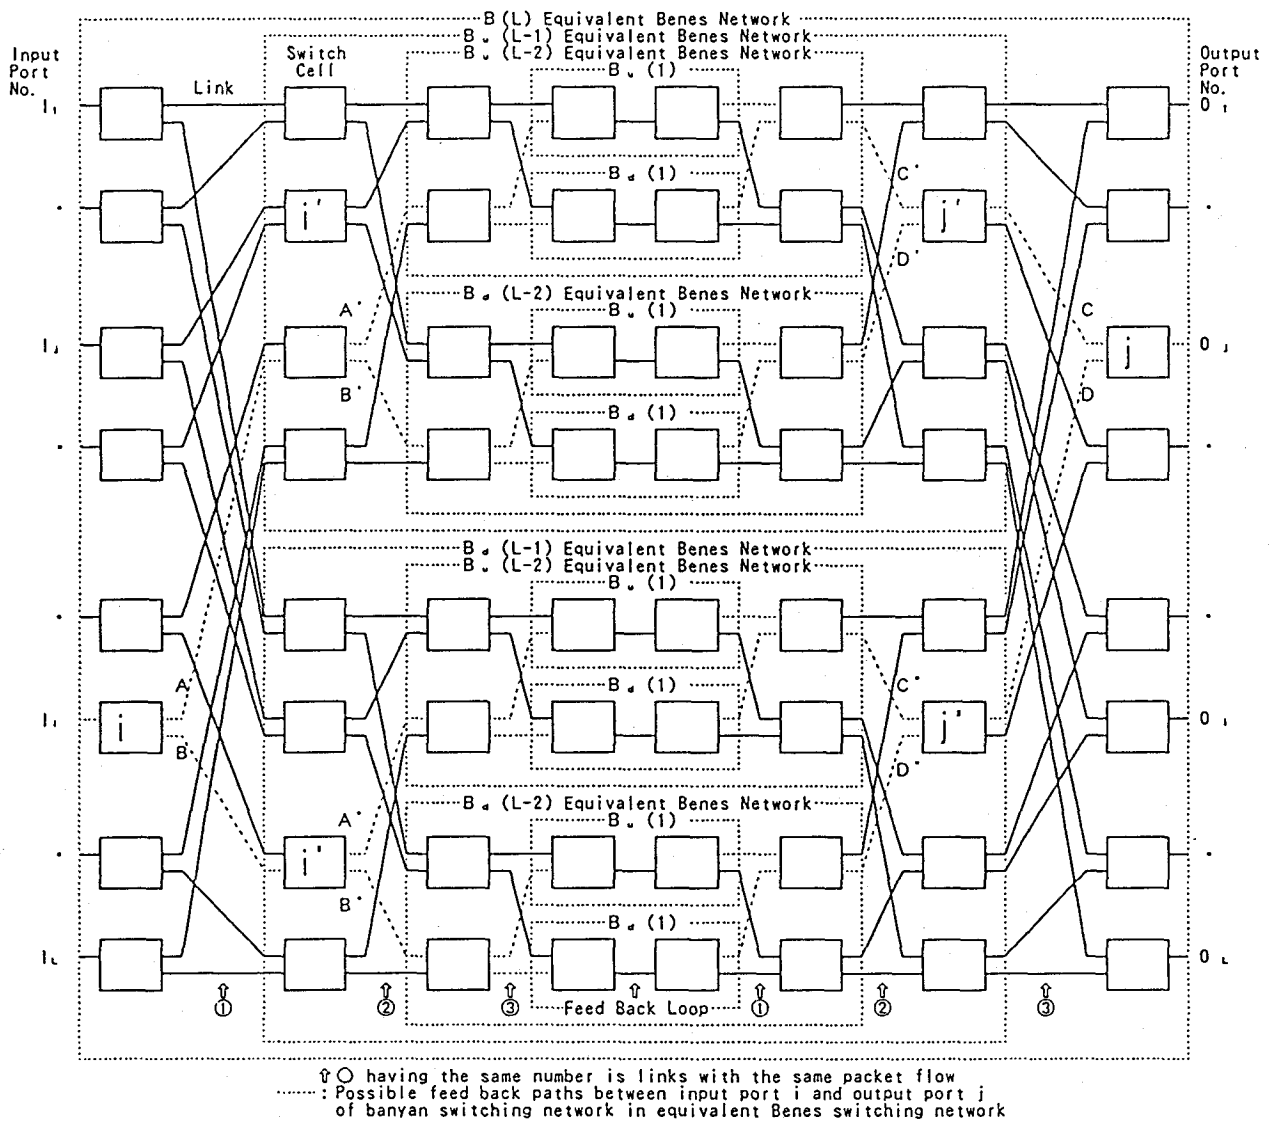 B (L) Equivalent Benes Network
B u (L-1) Equivalent Benes Network
B u (L-2) Equivalent Benes Network
B u (1)
Input
Port
No.
Link
Switch
Cell
Output
Port
No.
I 1
O 1
B d (1)
C'
i'
j'
D'
B d (L-2) Equivalent Benes Network
B u (1)
A'
C
I j
j
O j
B'
D
B d (1)
B d (L-1) Equivalent Benes Network
B u (L-2) Equivalent Benes Network
B u (1)
A
C"
B d (1)
I i
i
j"
O i
B
D"
B d (L-2) Equivalent Benes Network
A"
B u (1)
i"
B"
B d (1)
I L
O L
⇧ ⇧ ⇧ ⇧ ⇧ ⇧ ⇧
① ② ③ Feed Back Loop ① ② ③
⇧○ having the same number is links with the same packet flow
........ : Possible feed back paths between input port i and output port j
of banyan switching network in equivalent Benes switching network